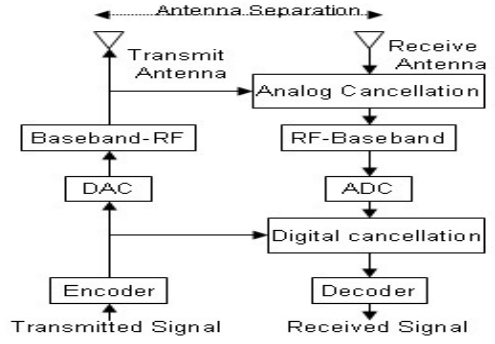 Antenna Separation
Transmit
Antenna
Receive
Antenna
Analog Cancellation
Baseband-RF
RF-Baseband
DAC
ADC
Digital cancellation
Encoder
Decoder
Transmitted Signal
Received Signal